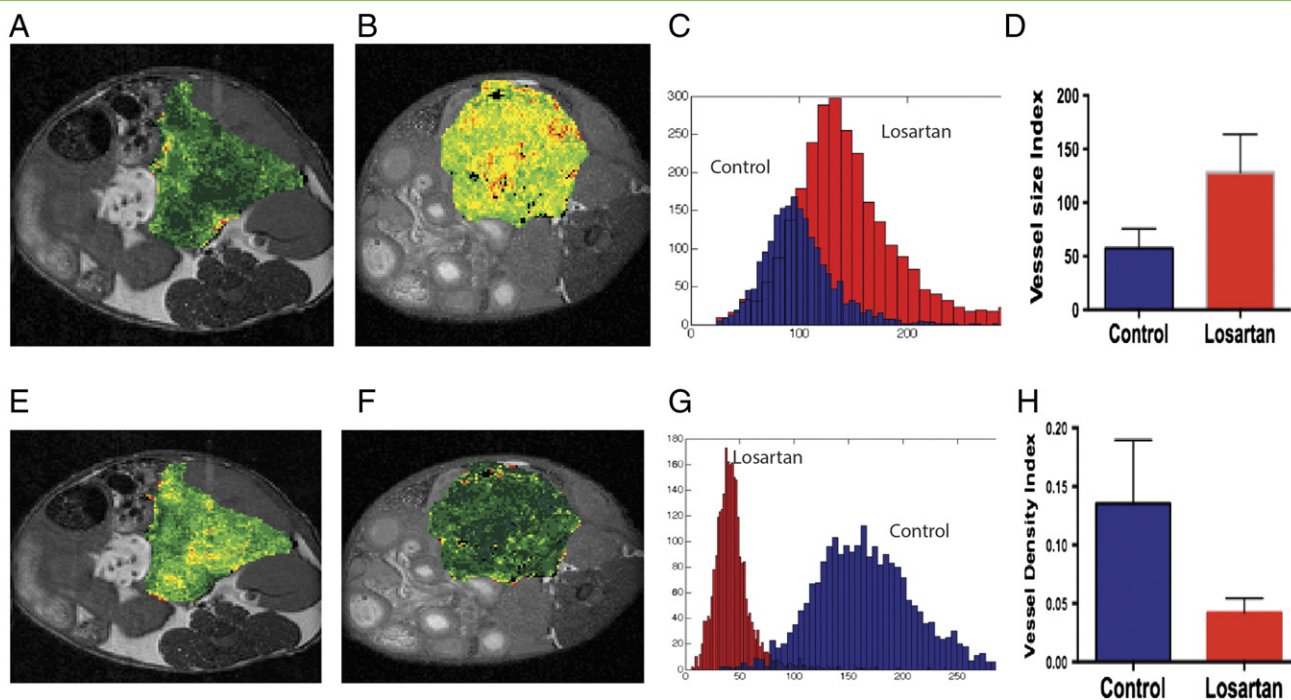 A
B
C
D
300
250
200
150
100
50
0
0
100
200
Control
Losartan
Vessel size Index
200
150
100
50
0
Control
Losartan
E
F
G
H
180
160
140
120
100
80
60
40
20
0
0
50
100
150
200
250
Losartan
Control
Vessel Density Index
0.20
0.15
0.10
0.05
0.00
Control
Losartan